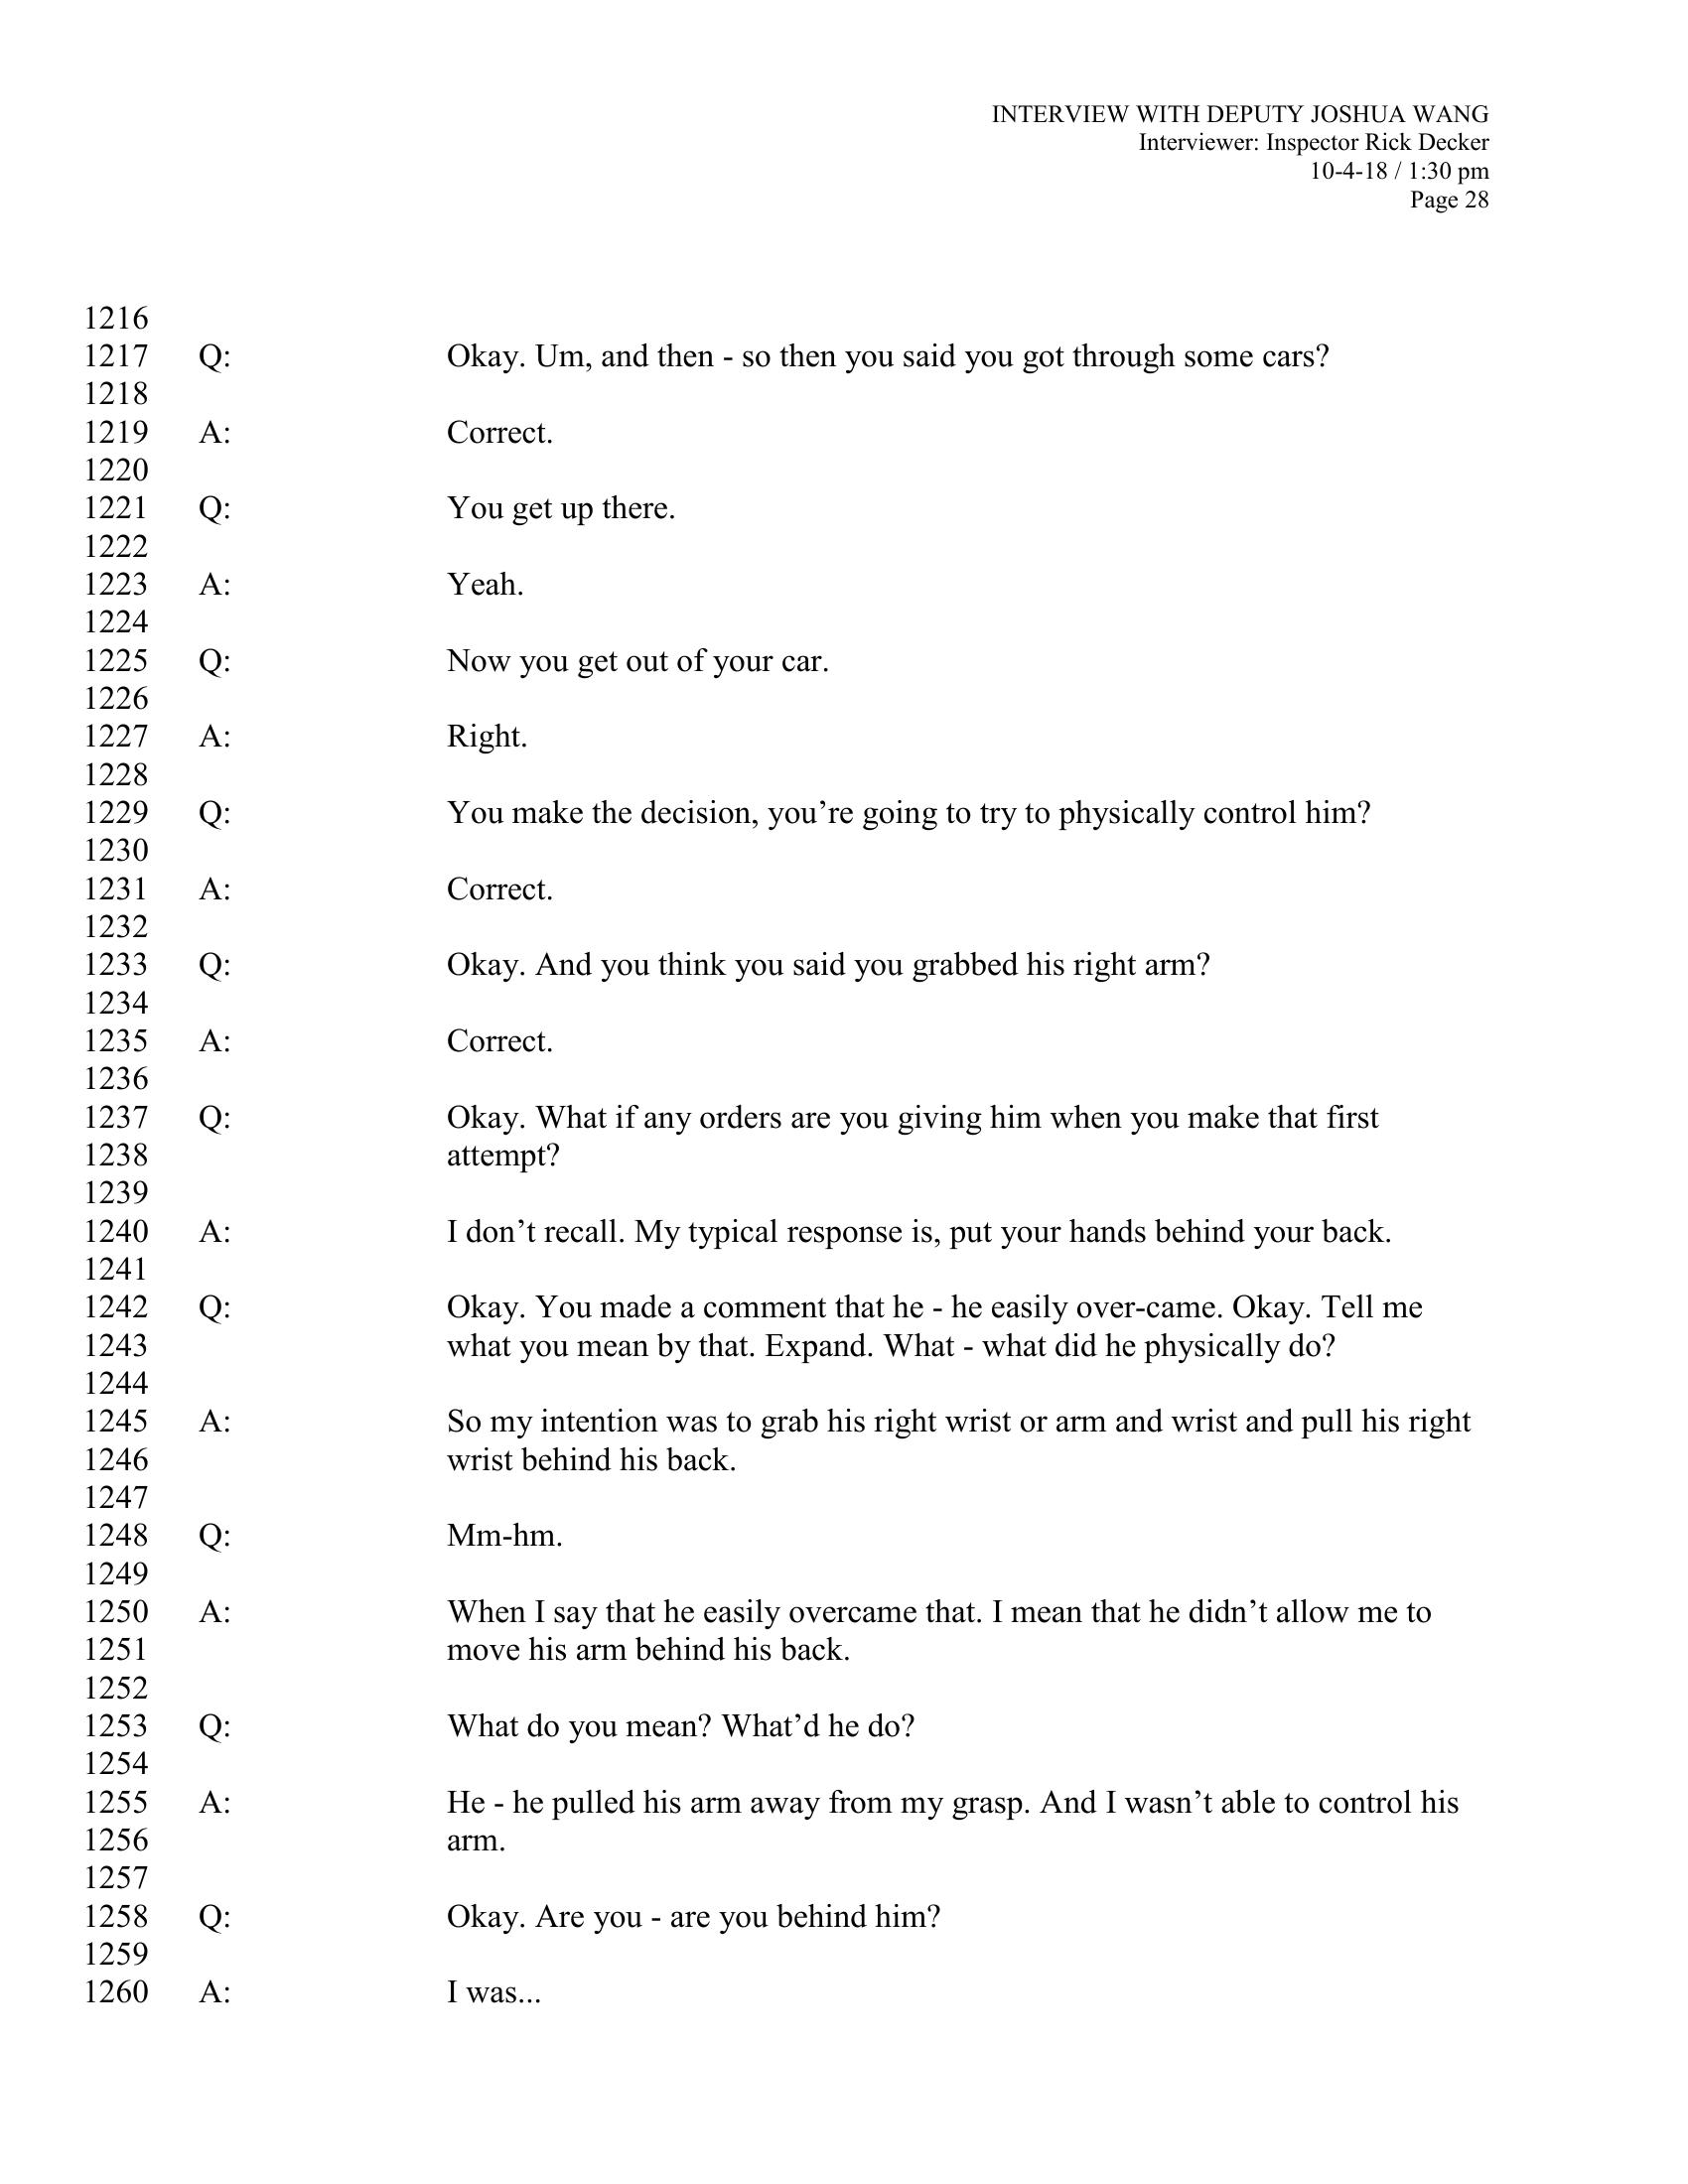 INTERVIEW WITH DEPUTY JOSHUA WANG
Interviewer: Inspector Rick Decker
10-4-18 / 1:30 pm
Page 28
1216
1217 Q: Okay. Um, and then - so then you said you got through some cars?
1218
1219 A: Correct.
1220
1221 Q: You get up there.
1222
1223 A: Yeah.
1224
1225 Q: Now you get out of your car.
1226
1227 A: Right.
1228
1229 Q: You make the decision, you’re going to try to physically control him?
1230
1231 A: Correct.
1232
1233 Q: Okay. And you think you said you grabbed his right arm?
1234
1235 A: Correct.
1236
1237 Q: Okay. What if any orders are you giving him when you make that first
1238 attempt?
1239
1240 A: I don’t recall. My typical response is, put your hands behind your back.
1241
1242 Q: Okay. You made a comment that he - he easily over-came. Okay. Tell me
1243 what you mean by that. Expand. What - what did he physically do?
1244
1245 A: So my intention was to grab his right wrist or arm and wrist and pull his right
1246 wrist behind his back.
1247
1248 Q: Mm-hm.
1249
1250 A: When I say that he easily overcame that. I mean that he didn’t allow me to
1251 move his arm behind his back.
1252
1253 Q: What do you mean? What’d he do?
1254
1255 A: He - he pulled his arm away from my grasp. And I wasn’t able to control his
1256 arm.
1257
1258 Q: Okay. Are you - are you behind him?
1259
1260 A: I was...